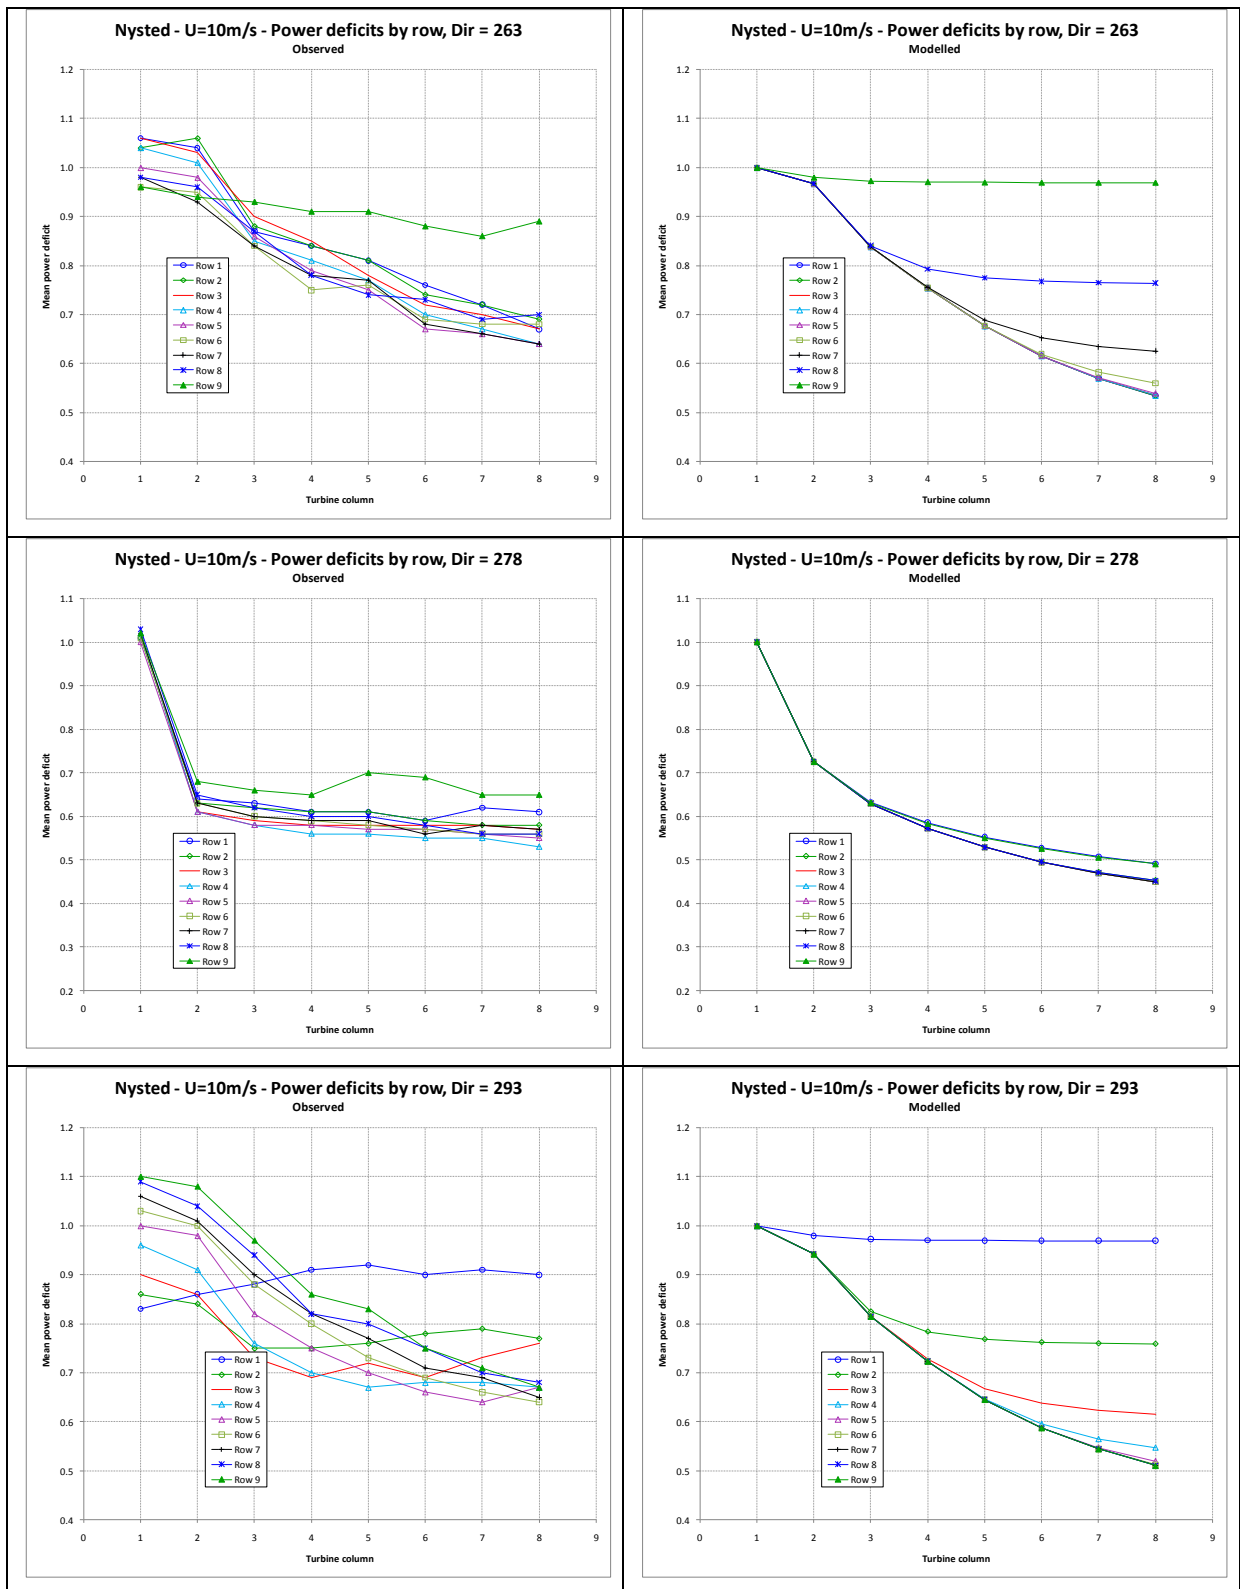 Nysted - U=10m/s - Power deficits by row, Dir = 263
Observed
1.2
1.1
1.0
0.9
0.8
0.7
0.6
0.5
0.4
Mean power deficit
Row 1
Row 2
Row 3
Row 4
Row 5
Row 6
Row 7
Row 8
Row 9
0 1 2 3 4 5 6 7 8 9
Turbine column
Nysted - U=10m/s - Power deficits by row, Dir = 263
Modelled
1.2
1.1
1.0
0.9
0.8
0.7
0.6
0.5
0.4
Mean power deficit
Row 1
Row 2
Row 3
Row 4
Row 5
Row 6
Row 7
Row 8
Row 9
0 1 2 3 4 5 6 7 8 9
Turbine column
Nysted - U=10m/s - Power deficits by row, Dir = 278
Observed
1.1
1.0
0.9
0.8
0.7
0.6
0.5
0.4
0.3
0.2
Mean power deficit
Row 1
Row 2
Row 3
Row 4
Row 5
Row 6
Row 7
Row 8
Row 9
0 1 2 3 4 5 6 7 8 9
Turbine column
Nysted - U=10m/s - Power deficits by row, Dir = 278
Modelled
1.1
1.0
0.9
0.8
0.7
0.6
0.5
0.4
0.3
0.2
Mean power deficit
Row 1
Row 2
Row 3
Row 4
Row 5
Row 6
Row 7
Row 8
Row 9
0 1 2 3 4 5 6 7 8 9
Turbine column
Nysted - U=10m/s - Power deficits by row, Dir = 293
Observed
1.2
1.1
1.0
0.9
0.8
0.7
0.6
0.5
0.4
Mean power deficit
Row 1
Row 2
Row 3
Row 4
Row 5
Row 6
Row 7
Row 8
Row 9
0 1 2 3 4 5 6 7 8 9
Turbine column
Nysted - U=10m/s - Power deficits by row, Dir = 293
Modelled
1.2
1.1
1.0
0.9
0.8
0.7
0.6
0.5
0.4
Mean power deficit
Row 1
Row 2
Row 3
Row 4
Row 5
Row 6
Row 7
Row 8
Row 9
0 1 2 3 4 5 6 7 8 9
Turbine column